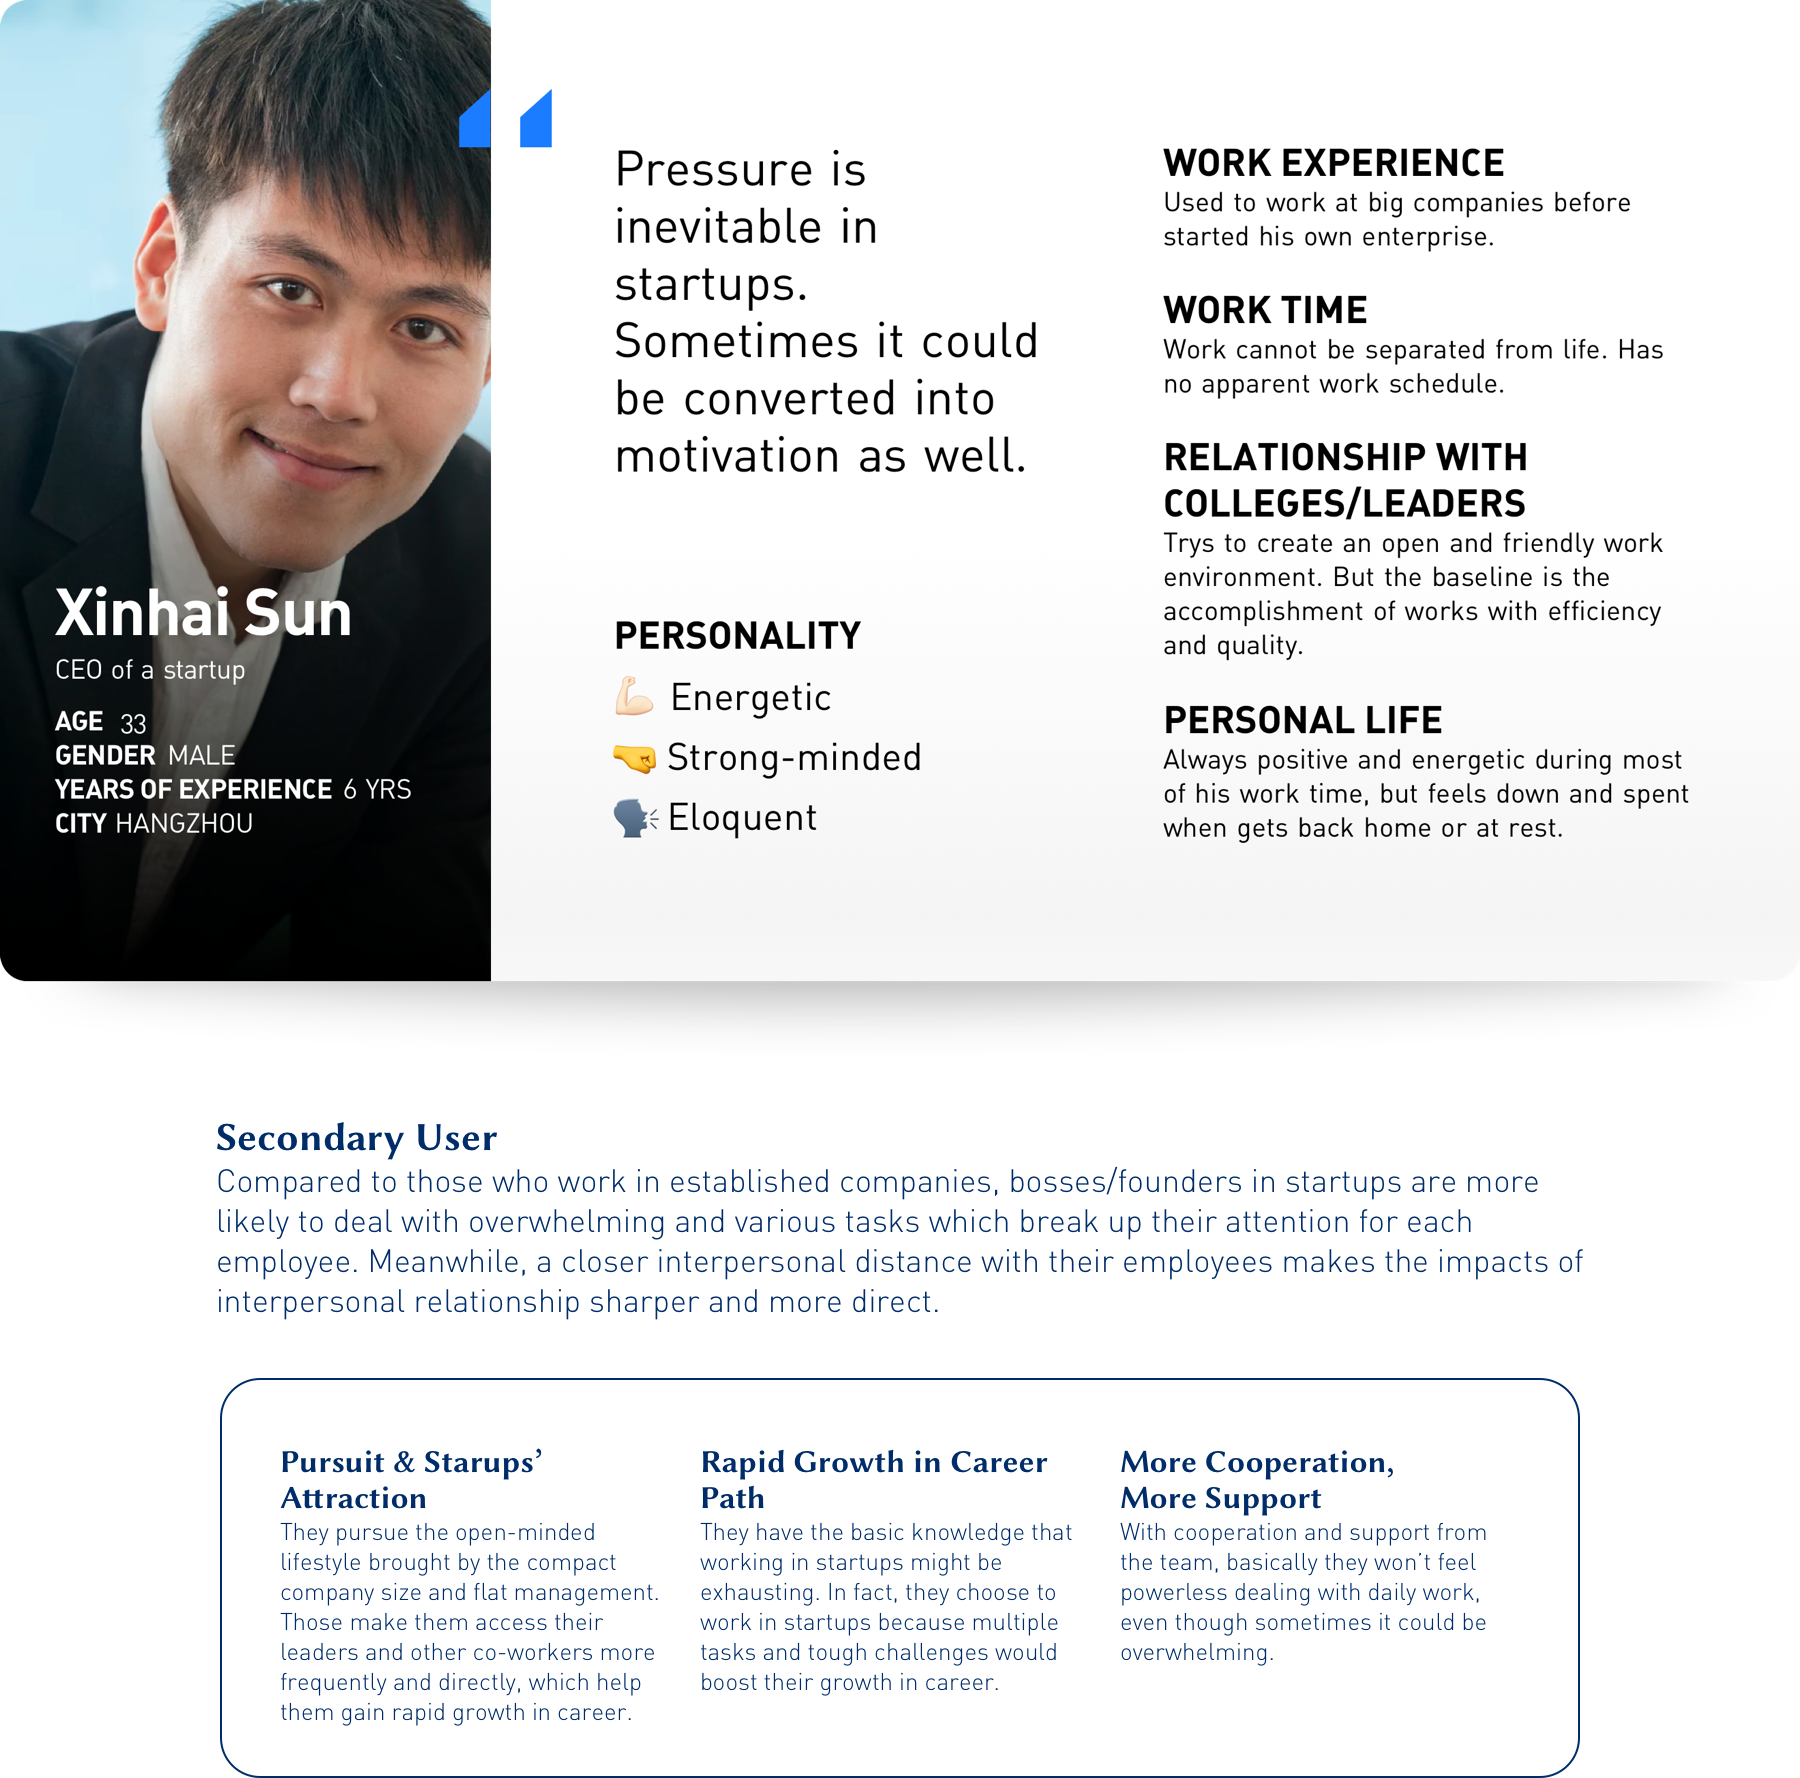 Xinhai Sun
CEO of a startup
AGE 33
GENDER MALE
YEARS OF EXPERIENCE 6 YRS
CITY HANGZHOU
Pressure is
inevitable in
startups.
Sometimes it could
be converted into
motivation as well.
PERSONALITY
💪🏻 Energetic
🤜 Strong-minded
🗣 Eloquent
WORK EXPERIENCE
Used to work at big companies before
started his own enterprise.
WORK TIME
Work cannot be separated from life. Has
no apparent work schedule.
RELATIONSHIP WITH
COLLEGES/LEADERS
Trys to create an open and friendly work
environment. But the baseline is the
accomplishment of works with efficiency
and quality.
PERSONAL LIFE
Always positive and energetic during most
of his work time, but feels down and spent
when gets back home or at rest.
Secondary User
Compared to those who work in established companies, bosses/founders in startups are more
likely to deal with overwhelming and various tasks which break up their attention for each
employee. Meanwhile, a closer interpersonal distance with their employees makes the impacts of
interpersonal relationship sharper and more direct.
Pursuit & Starups’
Attraction
They pursue the open-minded
lifestyle brought by the compact
company size and flat management.
Those make them access their
leaders and other co-workers more
frequently and directly, which help
them gain rapid growth in career.
Rapid Growth in Career
Path
They have the basic knowledge that
working in startups might be
exhausting. In fact, they choose to
work in startups because multiple
tasks and tough challenges would
boost their growth in career.
More Cooperation,
More Support
With cooperation and support from
the team, basically they won’t feel
powerless dealing with daily work,
even though sometimes it could be
overwhelming.